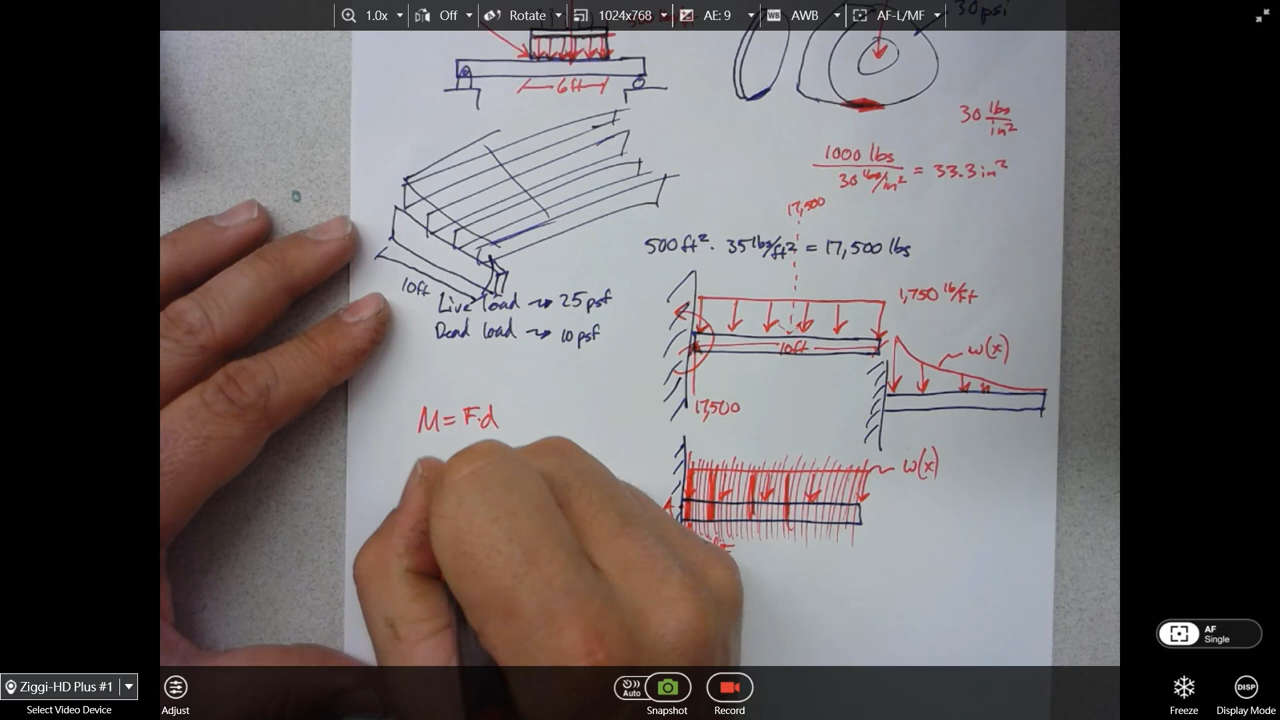 1.0x
Off
Rotate
1024x768
AE: 9
AWB
AF-L/MF
30psi
6ft
30 lbs/in²
1000 lbs / 30 lbs/in² = 33.3 in²
17,500
500 ft² · 35 lbs/ft² = 17,500 lbs
10ft
Live load → 25 psf
Dead load → 10 psf
1,750 lb/ft
10ft
w(x)
17,500
M = F·d
w(x)
AF
Single
Ziggi-HD Plus #1
Select Video Device
Adjust
Auto
Snapshot
Record
Freeze
DISP
Display Mode